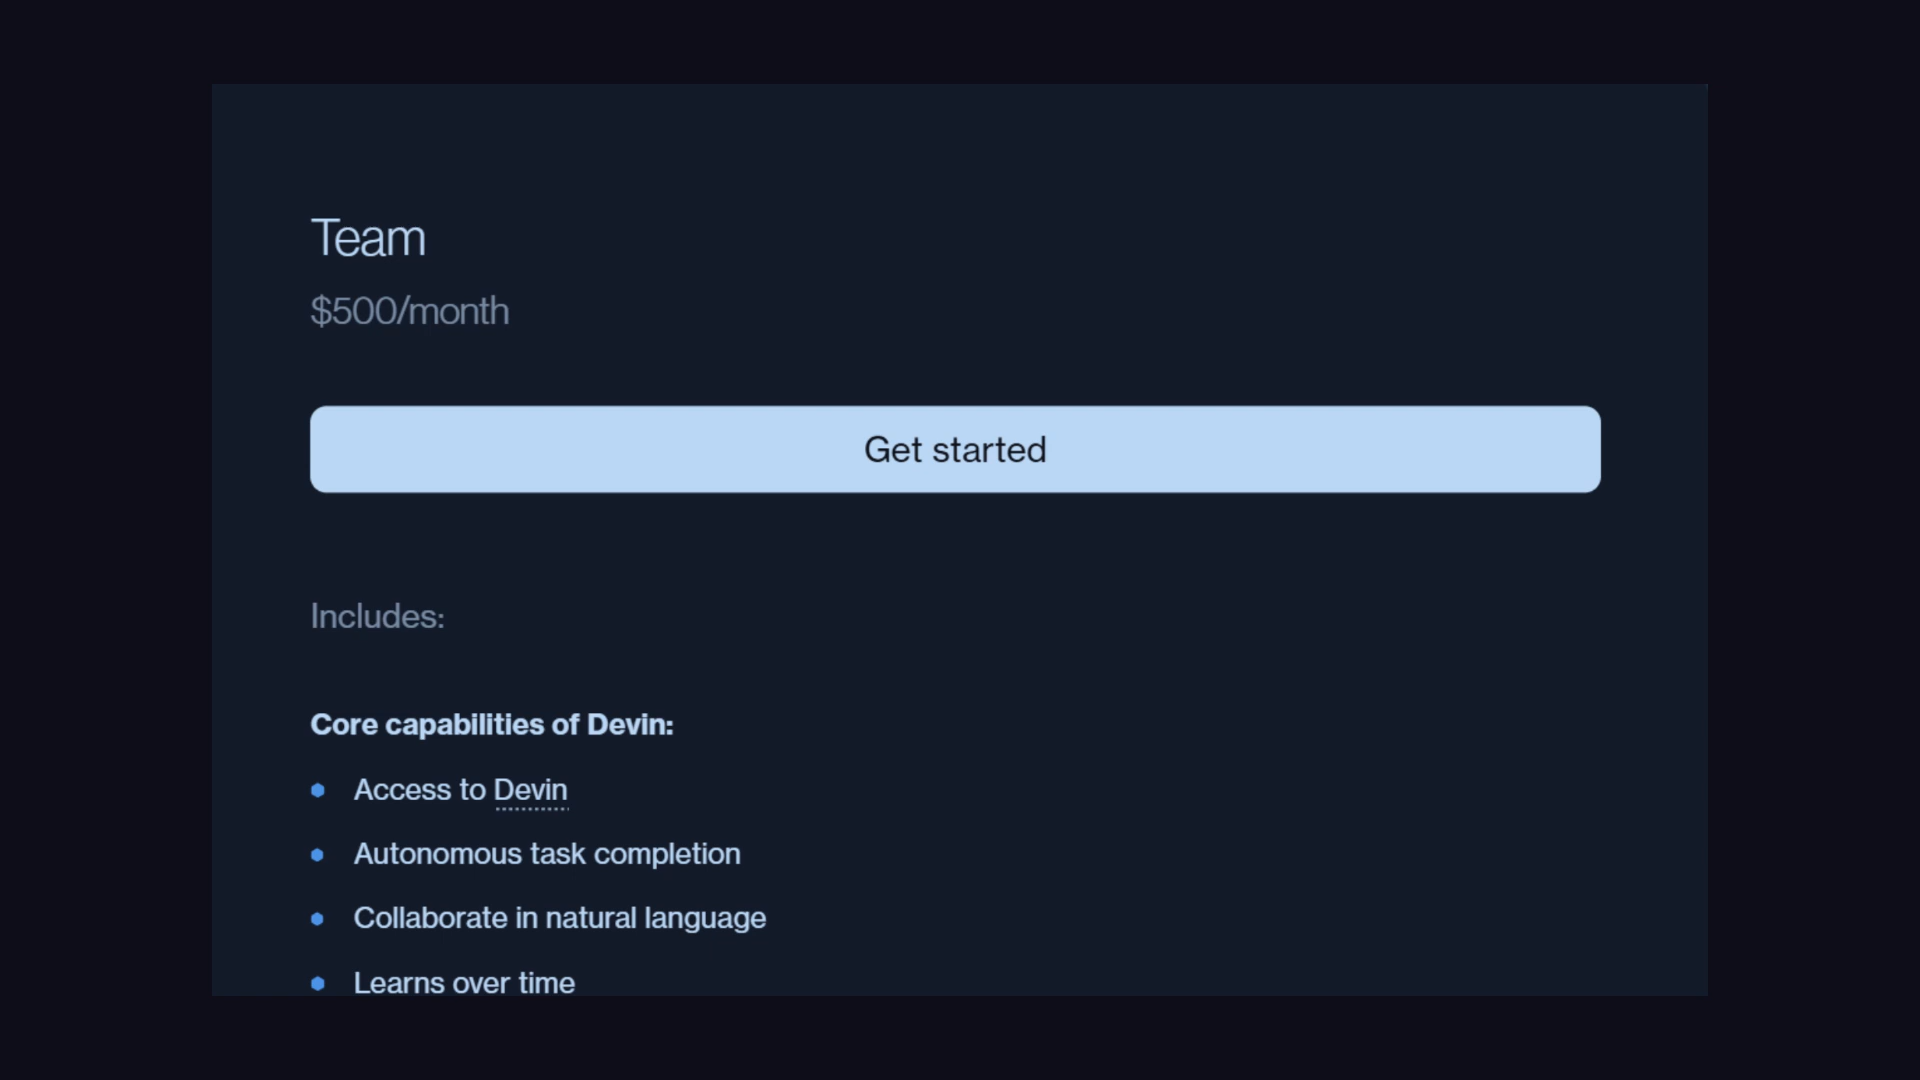 Team
$500/month
Get started
Includes:
Core capabilities of Devin:
Access to Devin
Autonomous task completion
Collaborate in natural language
Learns over time